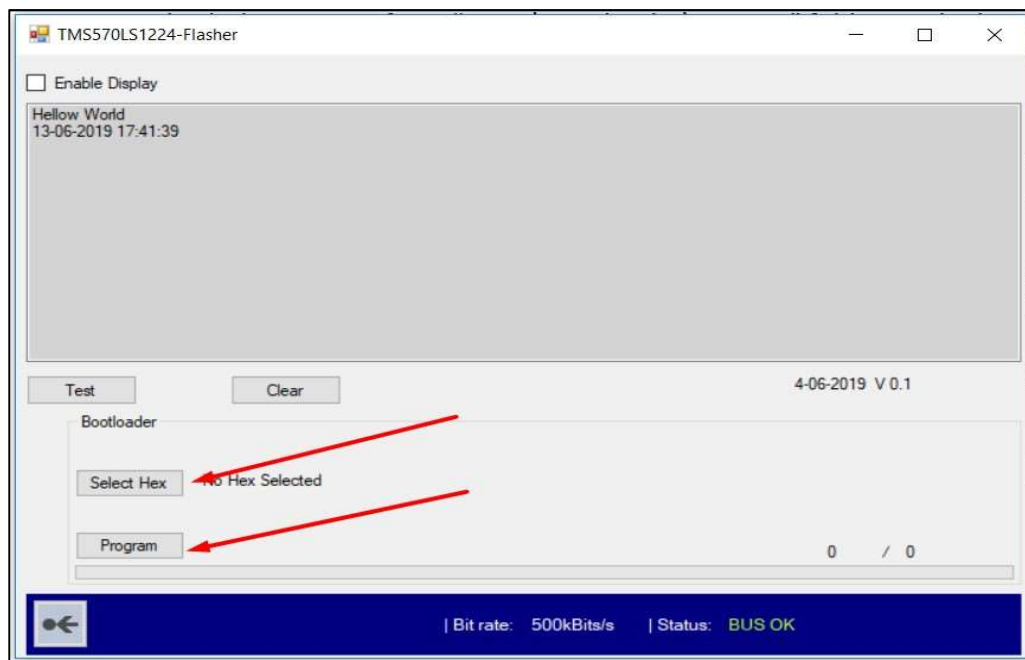 TMS570LS1224-Flasher
Enable Display
Hellow World
13-06-2019 17:41:39
Test Clear 4-06-2019 V 0.1
Bootloader
Select Hex No Hex Selected
Program 0 / 0
| Bit rate: 500kBits/s | Status: BUS OK